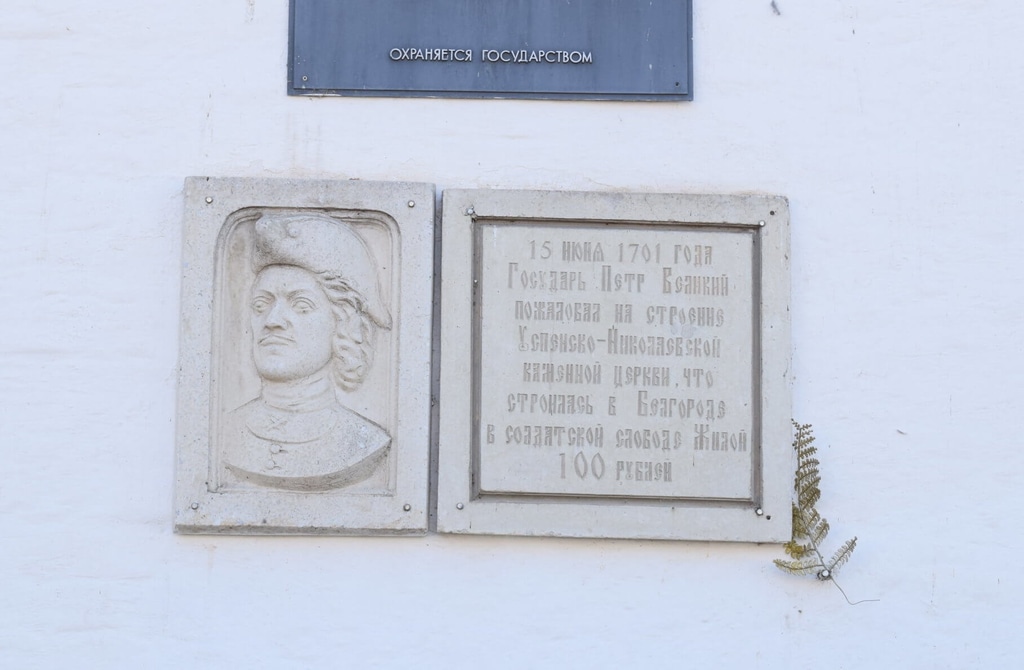 ОХРАНЯЕТСЯ ГОСУДАРСТВОМ
15 июня 1701 года
Государь Петр Великий
пожаловал на строение
Успенско-Николаевской
каменной церкви, что
строилась в Белгороде
в солдатской слободе Жилой
100 рублей